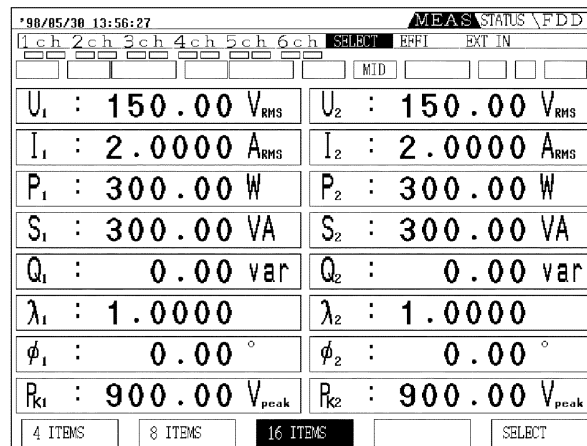 '98/05/30 13:56:27 MEAS STATUS FDD
1ch 2ch 3ch 4ch 5ch 6ch SELECT EFFI EXT IN
MID
U1 : 150.00 VRMS U2 : 150.00 VRMS
I1 : 2.0000 ARMS I2 : 2.0000 ARMS
P1 : 300.00 W P2 : 300.00 W
S1 : 300.00 VA S2 : 300.00 VA
Q1 : 0.00 var Q2 : 0.00 var
λ1 : 1.0000 λ2 : 1.0000
ϕ1 : 0.00 ° ϕ2 : 0.00 °
PK1 : 900.00 Vpeak PK2 : 900.00 Vpeak
4 ITEMS 8 ITEMS 16 ITEMS SELECT